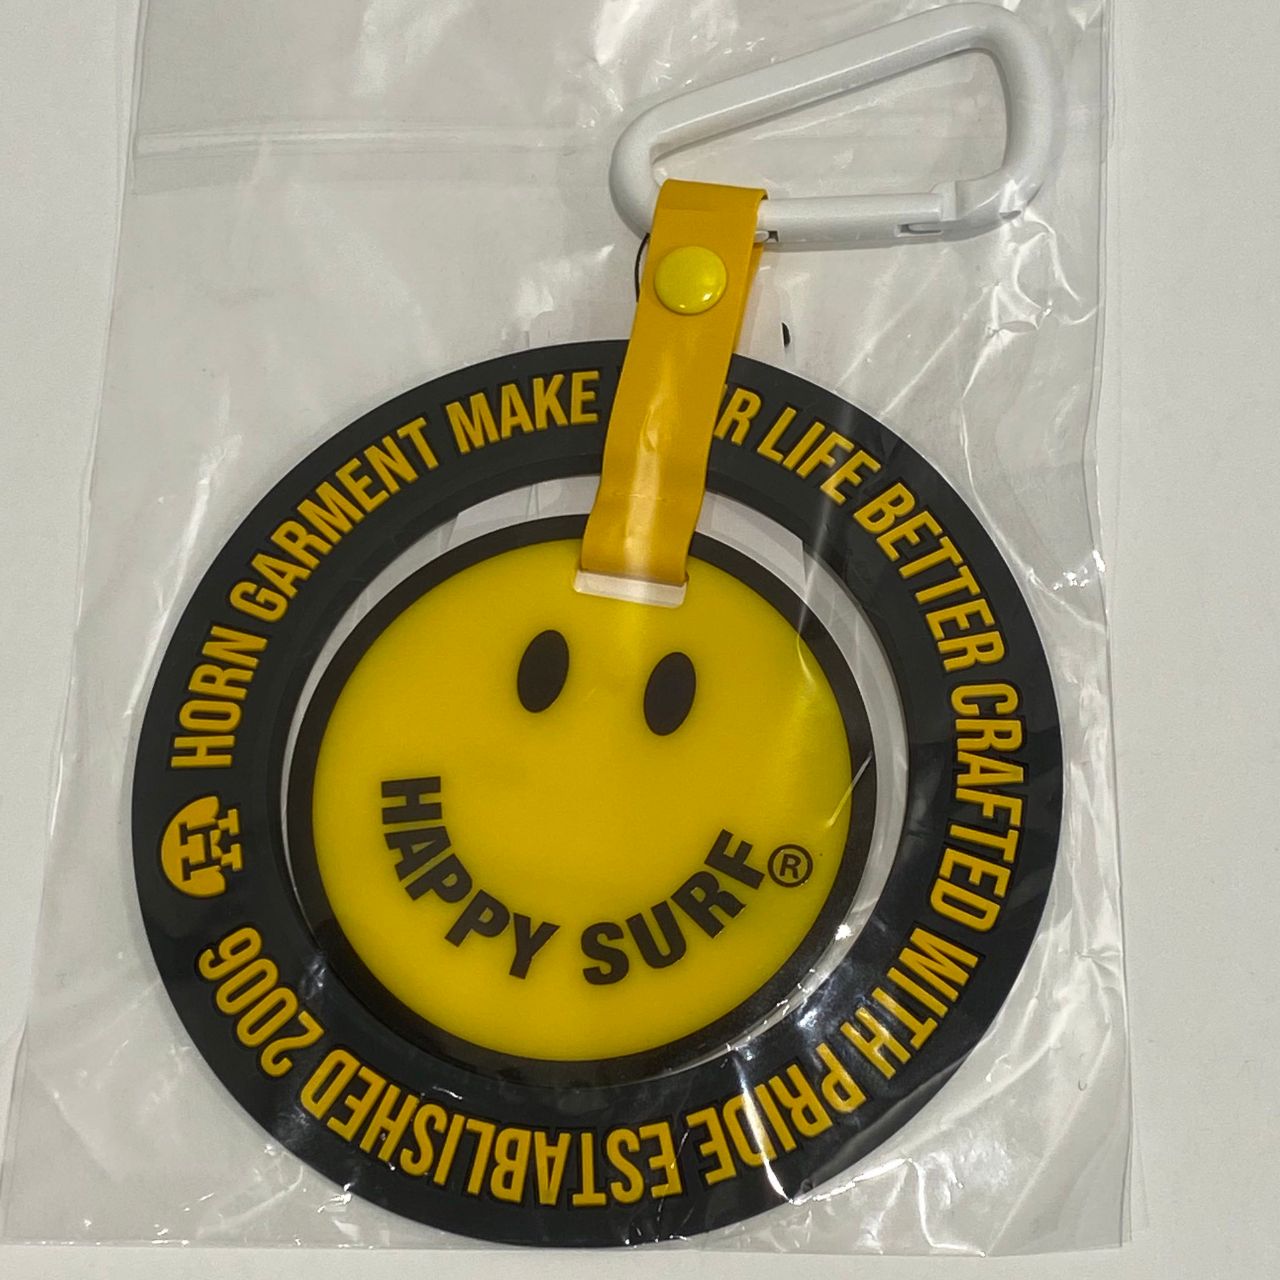 HORN GARMENT MAKE R LIFE BETTER CRAFTED WITH PRIDE ESTABLISHED 2006
H
HAPPY SURF®